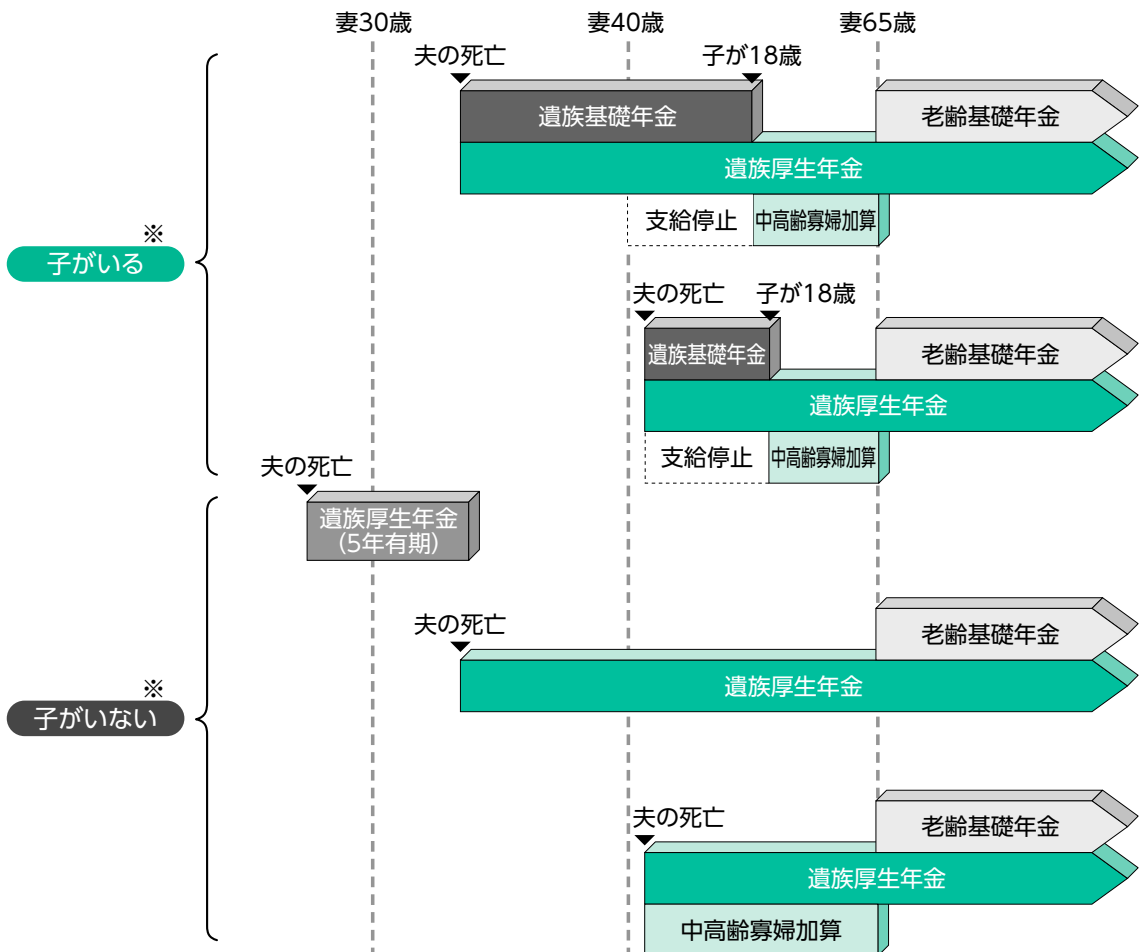 妻30歳
妻40歳
妻65歳
夫の死亡
子が18歳
遺族基礎年金
老齢基礎年金
遺族厚生年金
支給停止
中高齢寡婦加算
※
子がいる
夫の死亡
子が18歳
遺族基礎年金
老齢基礎年金
遺族厚生年金
支給停止
中高齢寡婦加算
夫の死亡
遺族厚生年金
(5年有期)
夫の死亡
老齢基礎年金
遺族厚生年金
※
子がいない
夫の死亡
老齢基礎年金
遺族厚生年金
中高齢寡婦加算